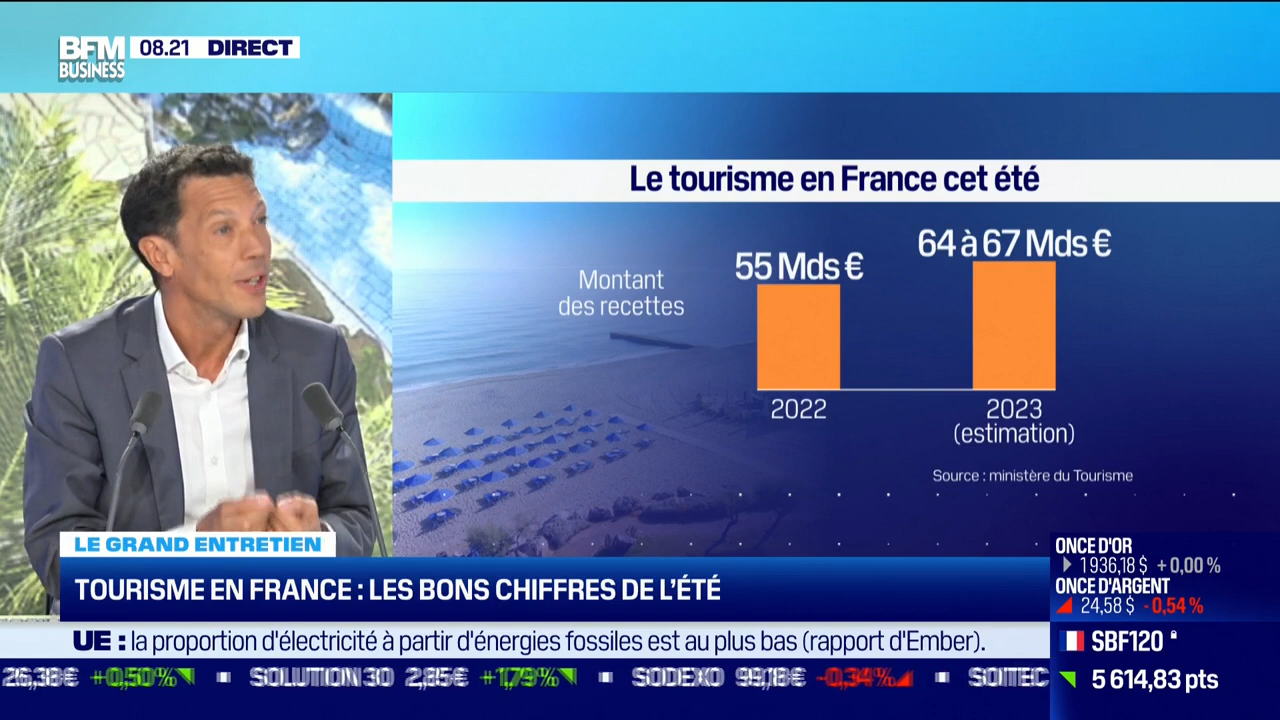 BFM
BUSINESS
08.21 DIRECT
Le tourisme en France cet été
Montant
des recettes
55 Mds €
64 à 67 Mds €
2022
2023
(estimation)
Source : ministère du Tourisme
LE GRAND ENTRETIEN
TOURISME EN FRANCE : LES BONS CHIFFRES DE L'ÉTÉ
ONCE D'OR
1 936,18 $ + 0,00 %
ONCE D'ARGENT
24,58 $ - 0,54 %
UE : la proportion d'électricité à partir d'énergies fossiles est au plus bas (rapport d'Ember).
SBF120
5 614,83 pts
26,38€ +0,50% SOLUTION 30 2,85€ +1,79% SODEXO 99,18€ -0,34% SOITEC